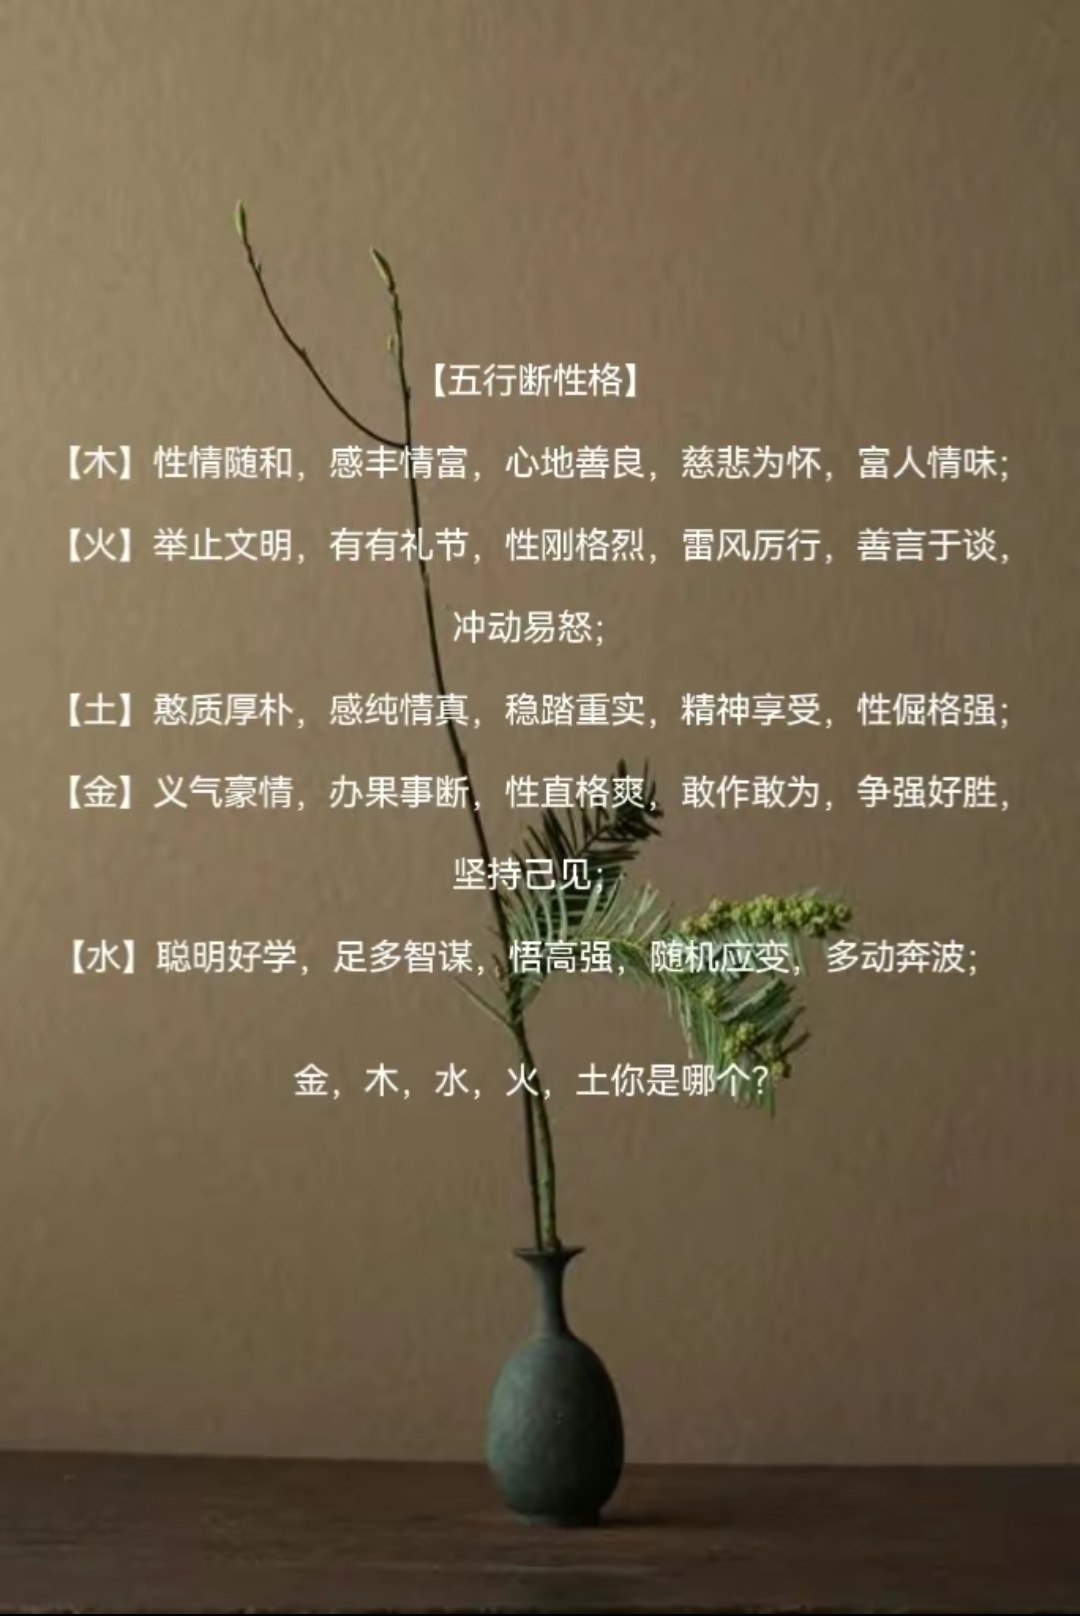 【五行断性格】
【木】性情随和，感丰情富，心地善良，慈悲为怀，富人情味；
【火】举止文明，有有礼节，性刚格烈，雷风厉行，善言于谈，
冲动易怒；
【土】憨质厚朴，感纯情真，稳踏重实，精神享受，性倔格强；
【金】义气豪情，办果事断，性直格爽，敢作敢为，争强好胜，
坚持己见；
【水】聪明好学，足多智谋，悟高强，随机应变，多动奔波；
金，木，水，火，土你是哪个？